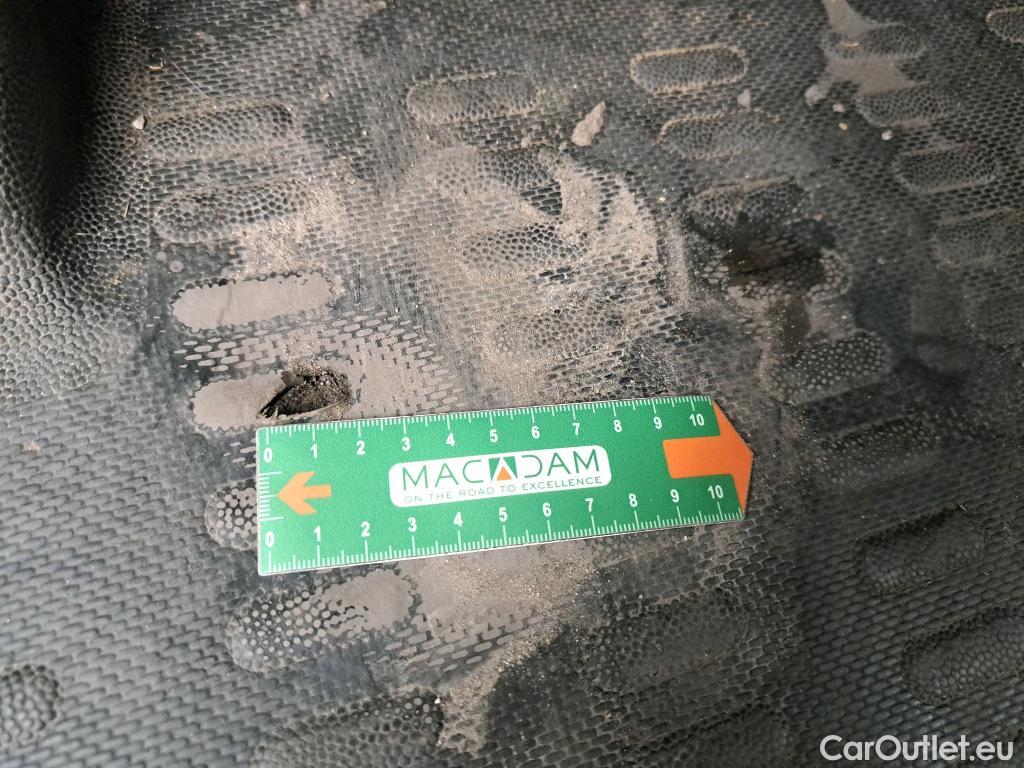 0 1 2 3 4 5 6 7 8 9 10
MACADAM
ON THE ROAD TO EXCELLENCE
0 1 2 3 4 5 6 7 8 9 10
CarOutlet.eu